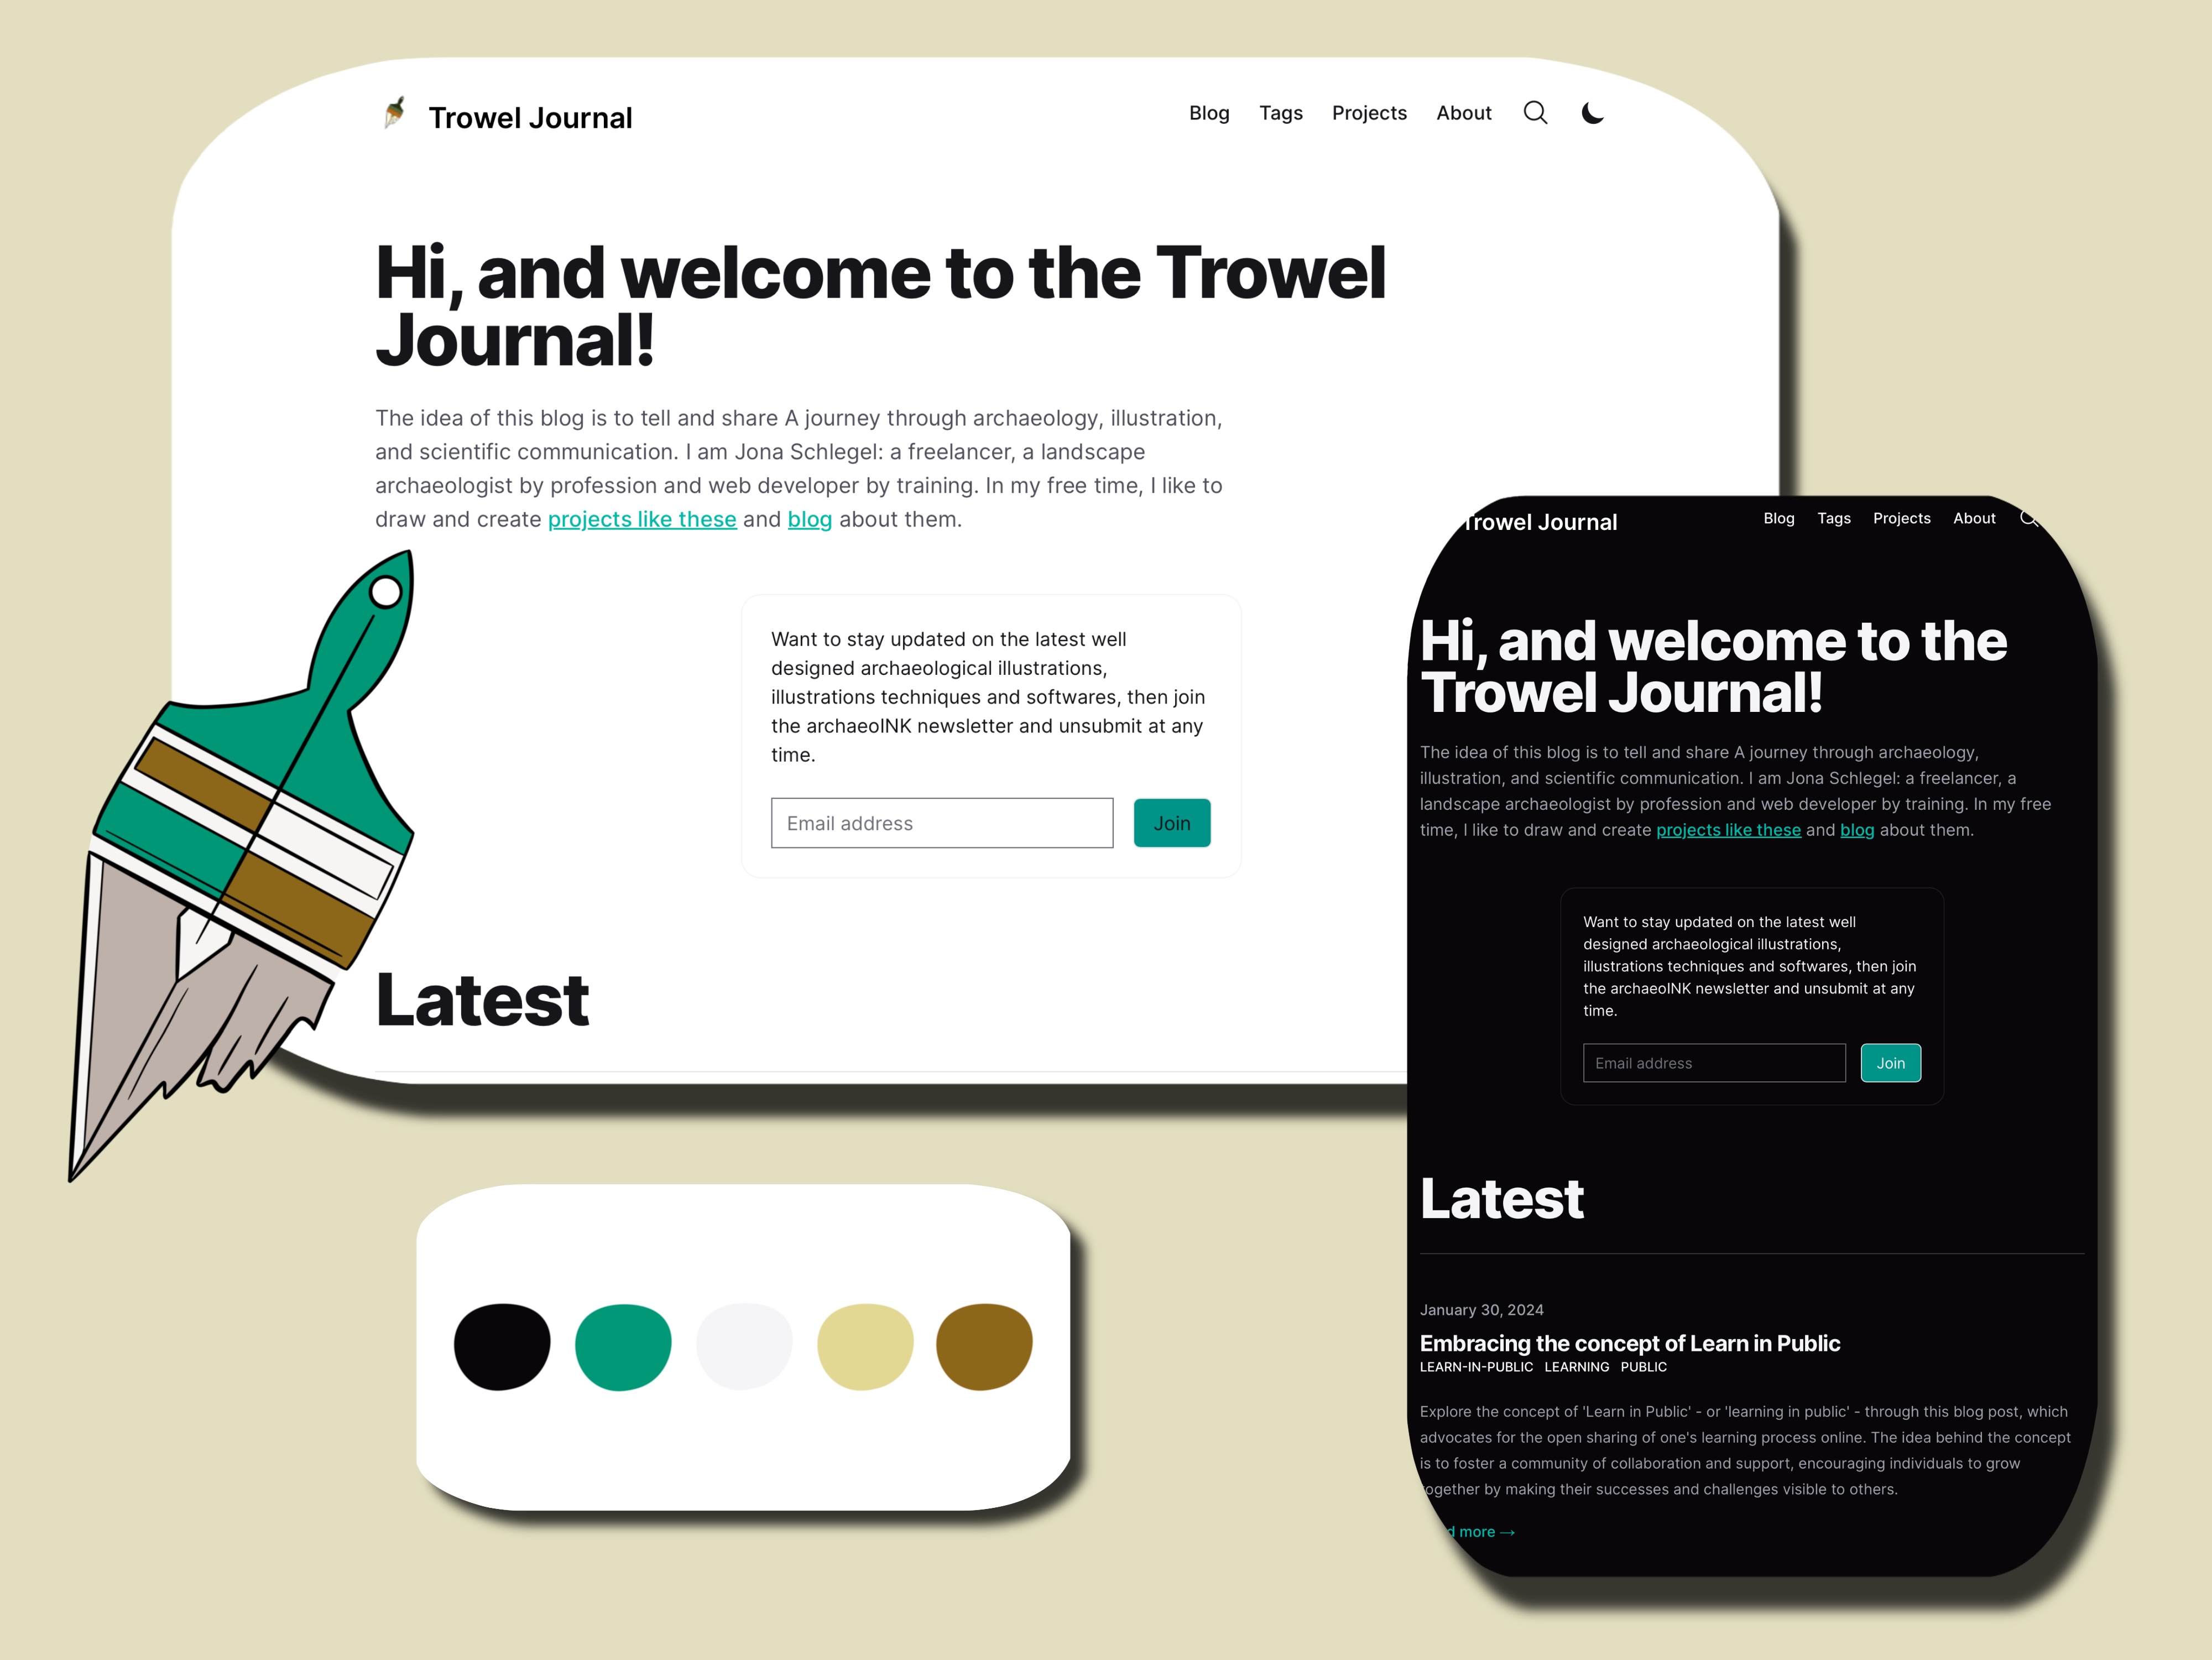 Trowel Journal
Blog Tags Projects About
Hi, and welcome to the Trowel
Journal!
The idea of this blog is to tell and share A journey through archaeology, illustration,
and scientific communication. I am Jona Schlegel: a freelancer, a landscape
archaeologist by profession and web developer by training. In my free time, I like to
draw and create projects like these and blog about them.
Want to stay updated on the latest well
designed archaeological illustrations,
illustrations techniques and softwares, then join
the archaeoINK newsletter and unsubmit at any
time.
Email address
Join
Latest
Trowel Journal
Blog Tags Projects About
Hi, and welcome to the
Trowel Journal!
The idea of this blog is to tell and share A journey through archaeology,
illustration, and scientific communication. I am Jona Schlegel: a freelancer, a
landscape archaeologist by profession and web developer by training. In my free
time, I like to draw and create projects like these and blog about them.
Want to stay updated on the latest well
designed archaeological illustrations,
illustrations techniques and softwares, then join
the archaeoINK newsletter and unsubmit at any
time.
Email address
Join
Latest
January 30, 2024
Embracing the concept of Learn in Public
LEARN-IN-PUBLIC LEARNING PUBLIC
Explore the concept of 'Learn in Public' - or 'learning in public' - through this blog post, which
advocates for the open sharing of one's learning process online. The idea behind the concept
is to foster a community of collaboration and support, encouraging individuals to grow
together by making their successes and challenges visible to others.
more →